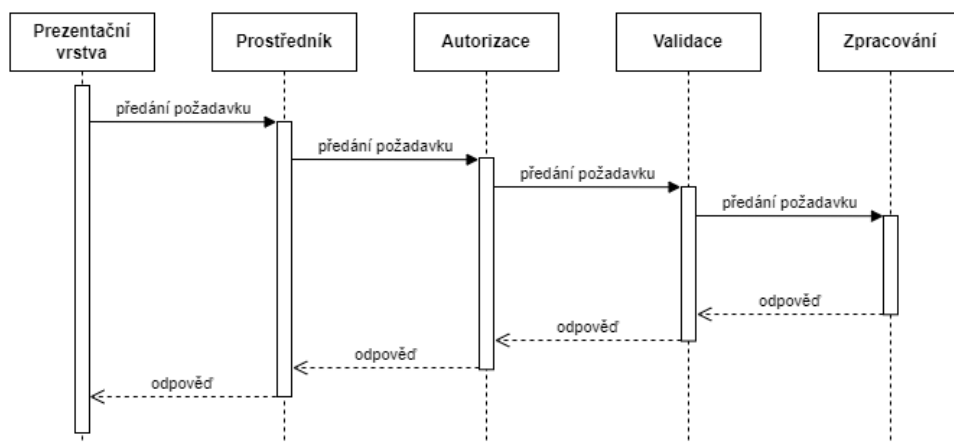 Prezentační
vrstva
Prostředník
Autorizace
Validace
Zpracování
předání požadavku
předání požadavku
předání požadavku
předání požadavku
odpověď
odpověď
odpověď
odpověď